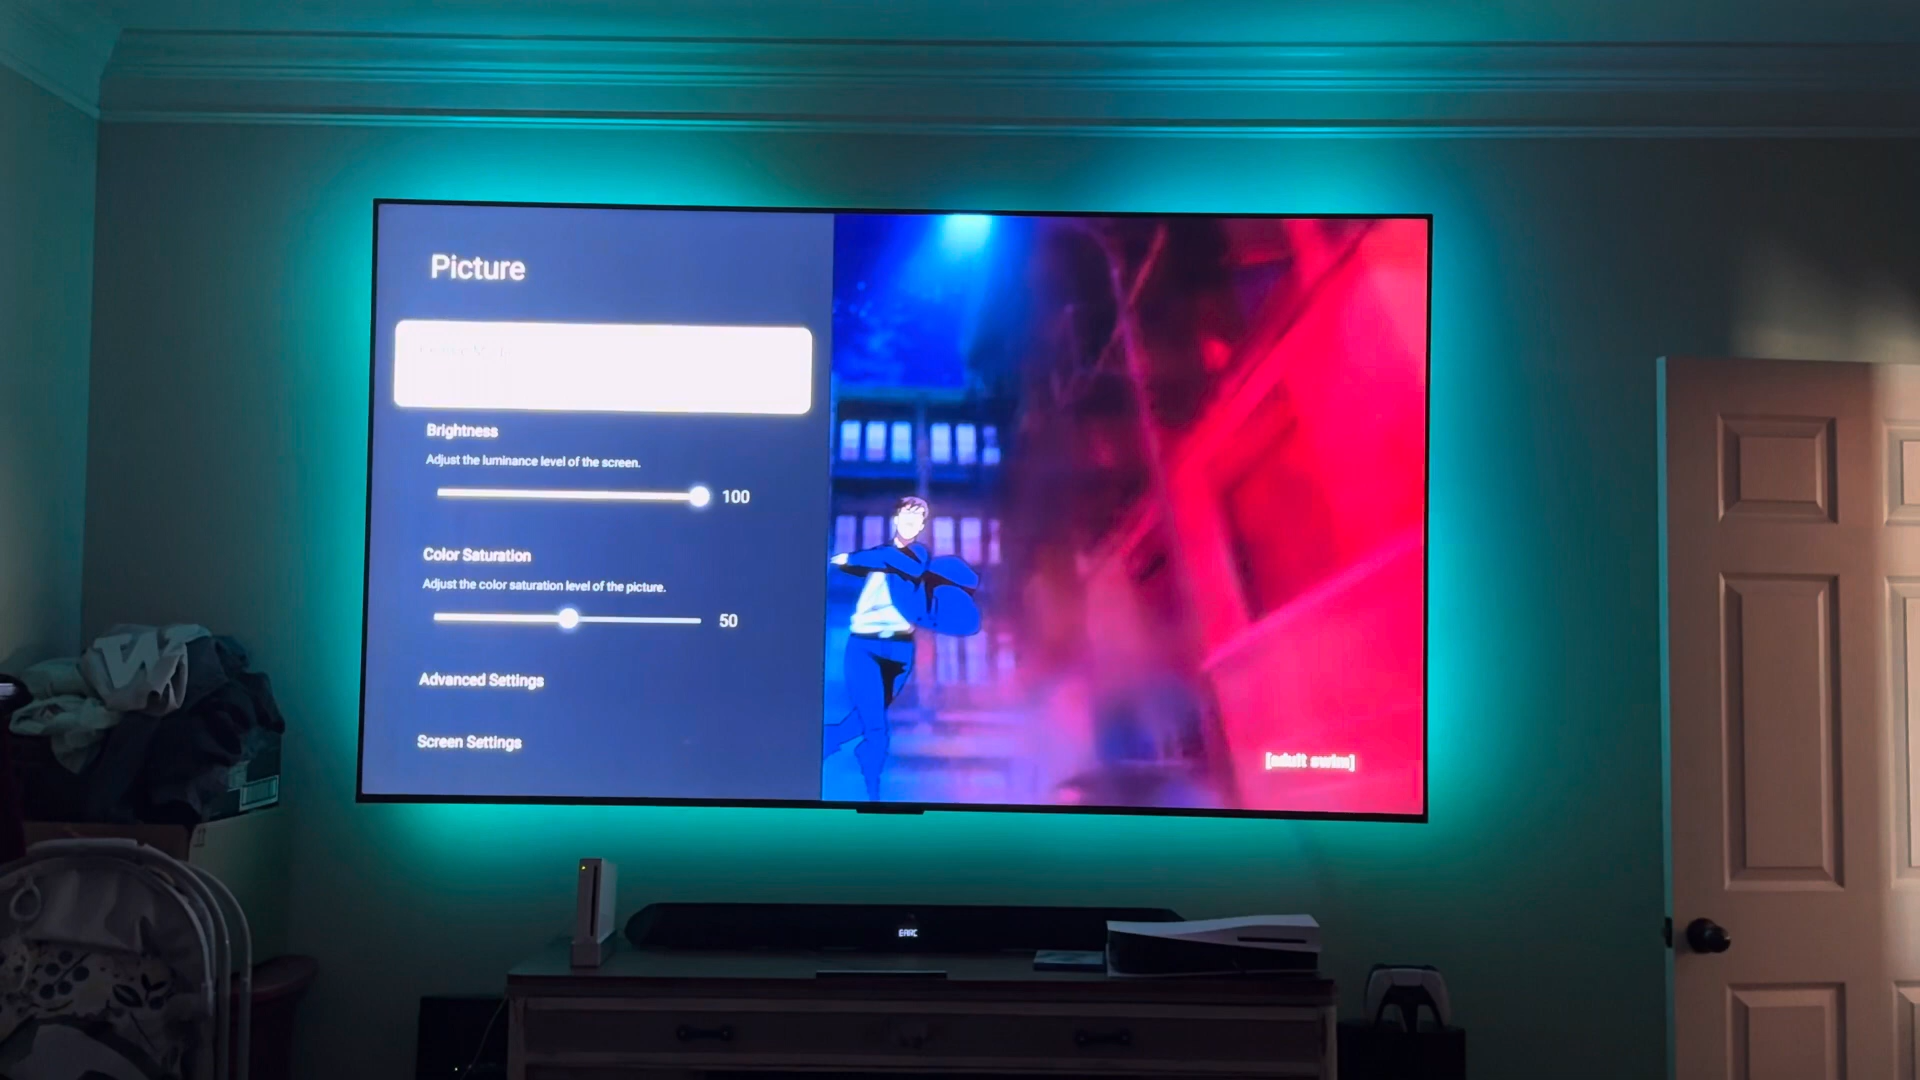 Picture
Brightness
Adjust the luminance level of the screen.
100
Color Saturation
Adjust the color saturation level of the picture.
50
Advanced Settings
Screen Settings
[adult swim]
W
EARC